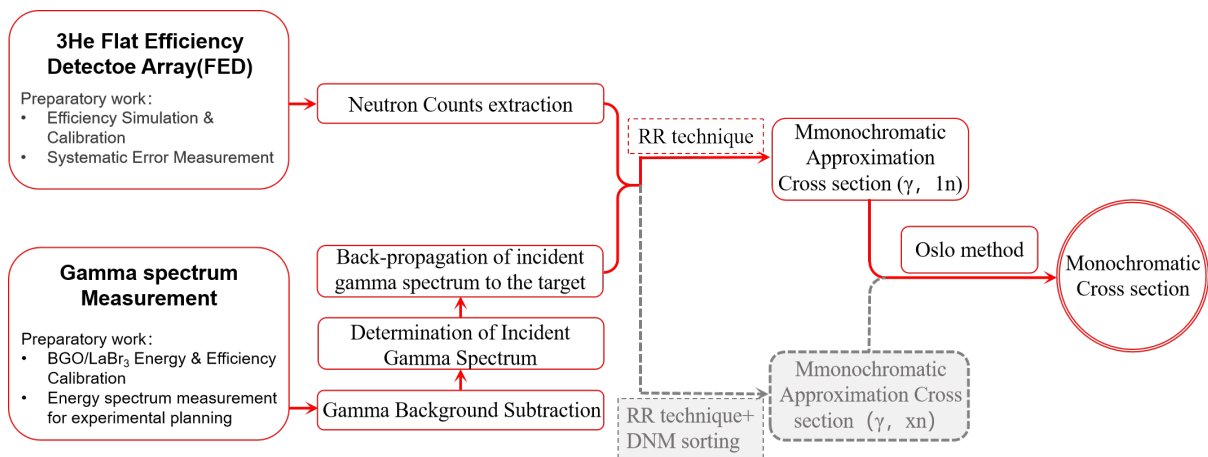 3He Flat Efficiency
Detectoe Array(FED)
Preparatory work：
• Efficiency Simulation &
Calibration
• Systematic Error Measurement
Neutron Counts extraction
RR technique
Mmonochromatic
Approximation
Cross section (γ, 1n)
Gamma spectrum
Measurement
Preparatory work：
• BGO/LaBr₃ Energy & Efficiency
Calibration
• Energy spectrum measurement
for experimental planning
Back-propagation of incident
gamma spectrum to the target
Determination of Incident
Gamma Spectrum
Gamma Background Subtraction
RR technique+
DNM sorting
Mmonochromatic
Approximation Cross
section (γ, xn)
Oslo method
Monochromatic
Cross section